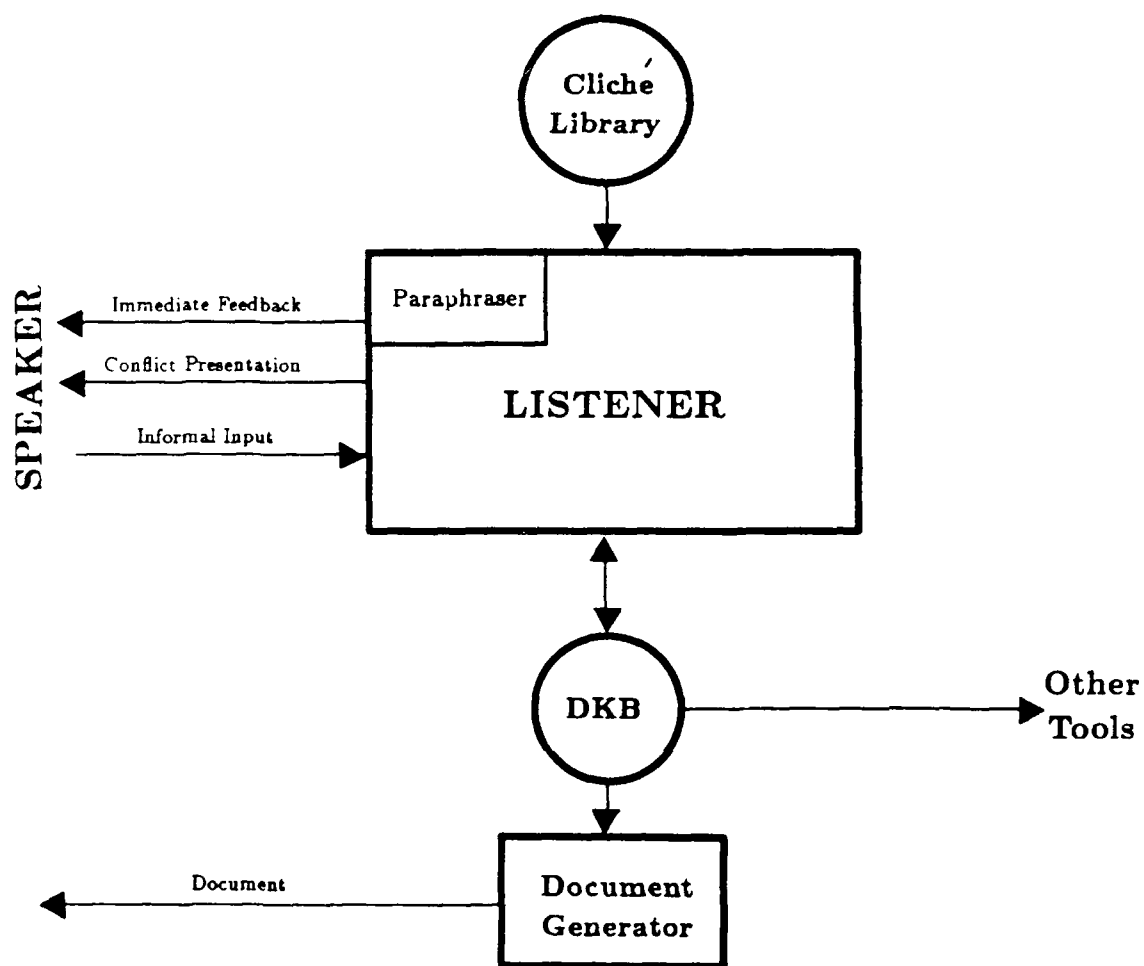 Cliché
Library
SPEAKER
Immediate Feedback
Paraphraser
Conflict Presentation
LISTENER
Informal Input
DKB
Other
Tools
Document
Document
Generator